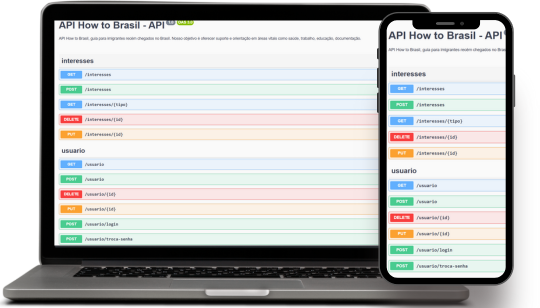 API How to Brasil - API
API How to Brasil, guia para imigrantes recém chegados no Brasil. Nosso objetivo é oferecer suporte e orientação em áreas vitais como saúde, trabalho, educação, documentação.
interesses
GET /interesses
POST /interesses
GET /interesses/{tipo}
DELETE /interesses/{id}
PUT /interesses/{id}
usuario
GET /usuario
POST /usuario
DELETE /usuario/{id}
PUT /usuario/{id}
POST /usuario/login
POST /usuario/troca-senha
API How to Brasil - API
API How to Brasil, guia para imigrantes recém chegados no Bras
interesses
GET /interesses
POST /interesses
GET /interesses/{tipo}
DELETE /interesses/{id}
PUT /interesses/{id}
usuario
GET /usuario
POST /usuario
DELETE /usuario/{id}
PUT /usuario/{id}
POST /usuario/login
POST /usuario/troca-senha